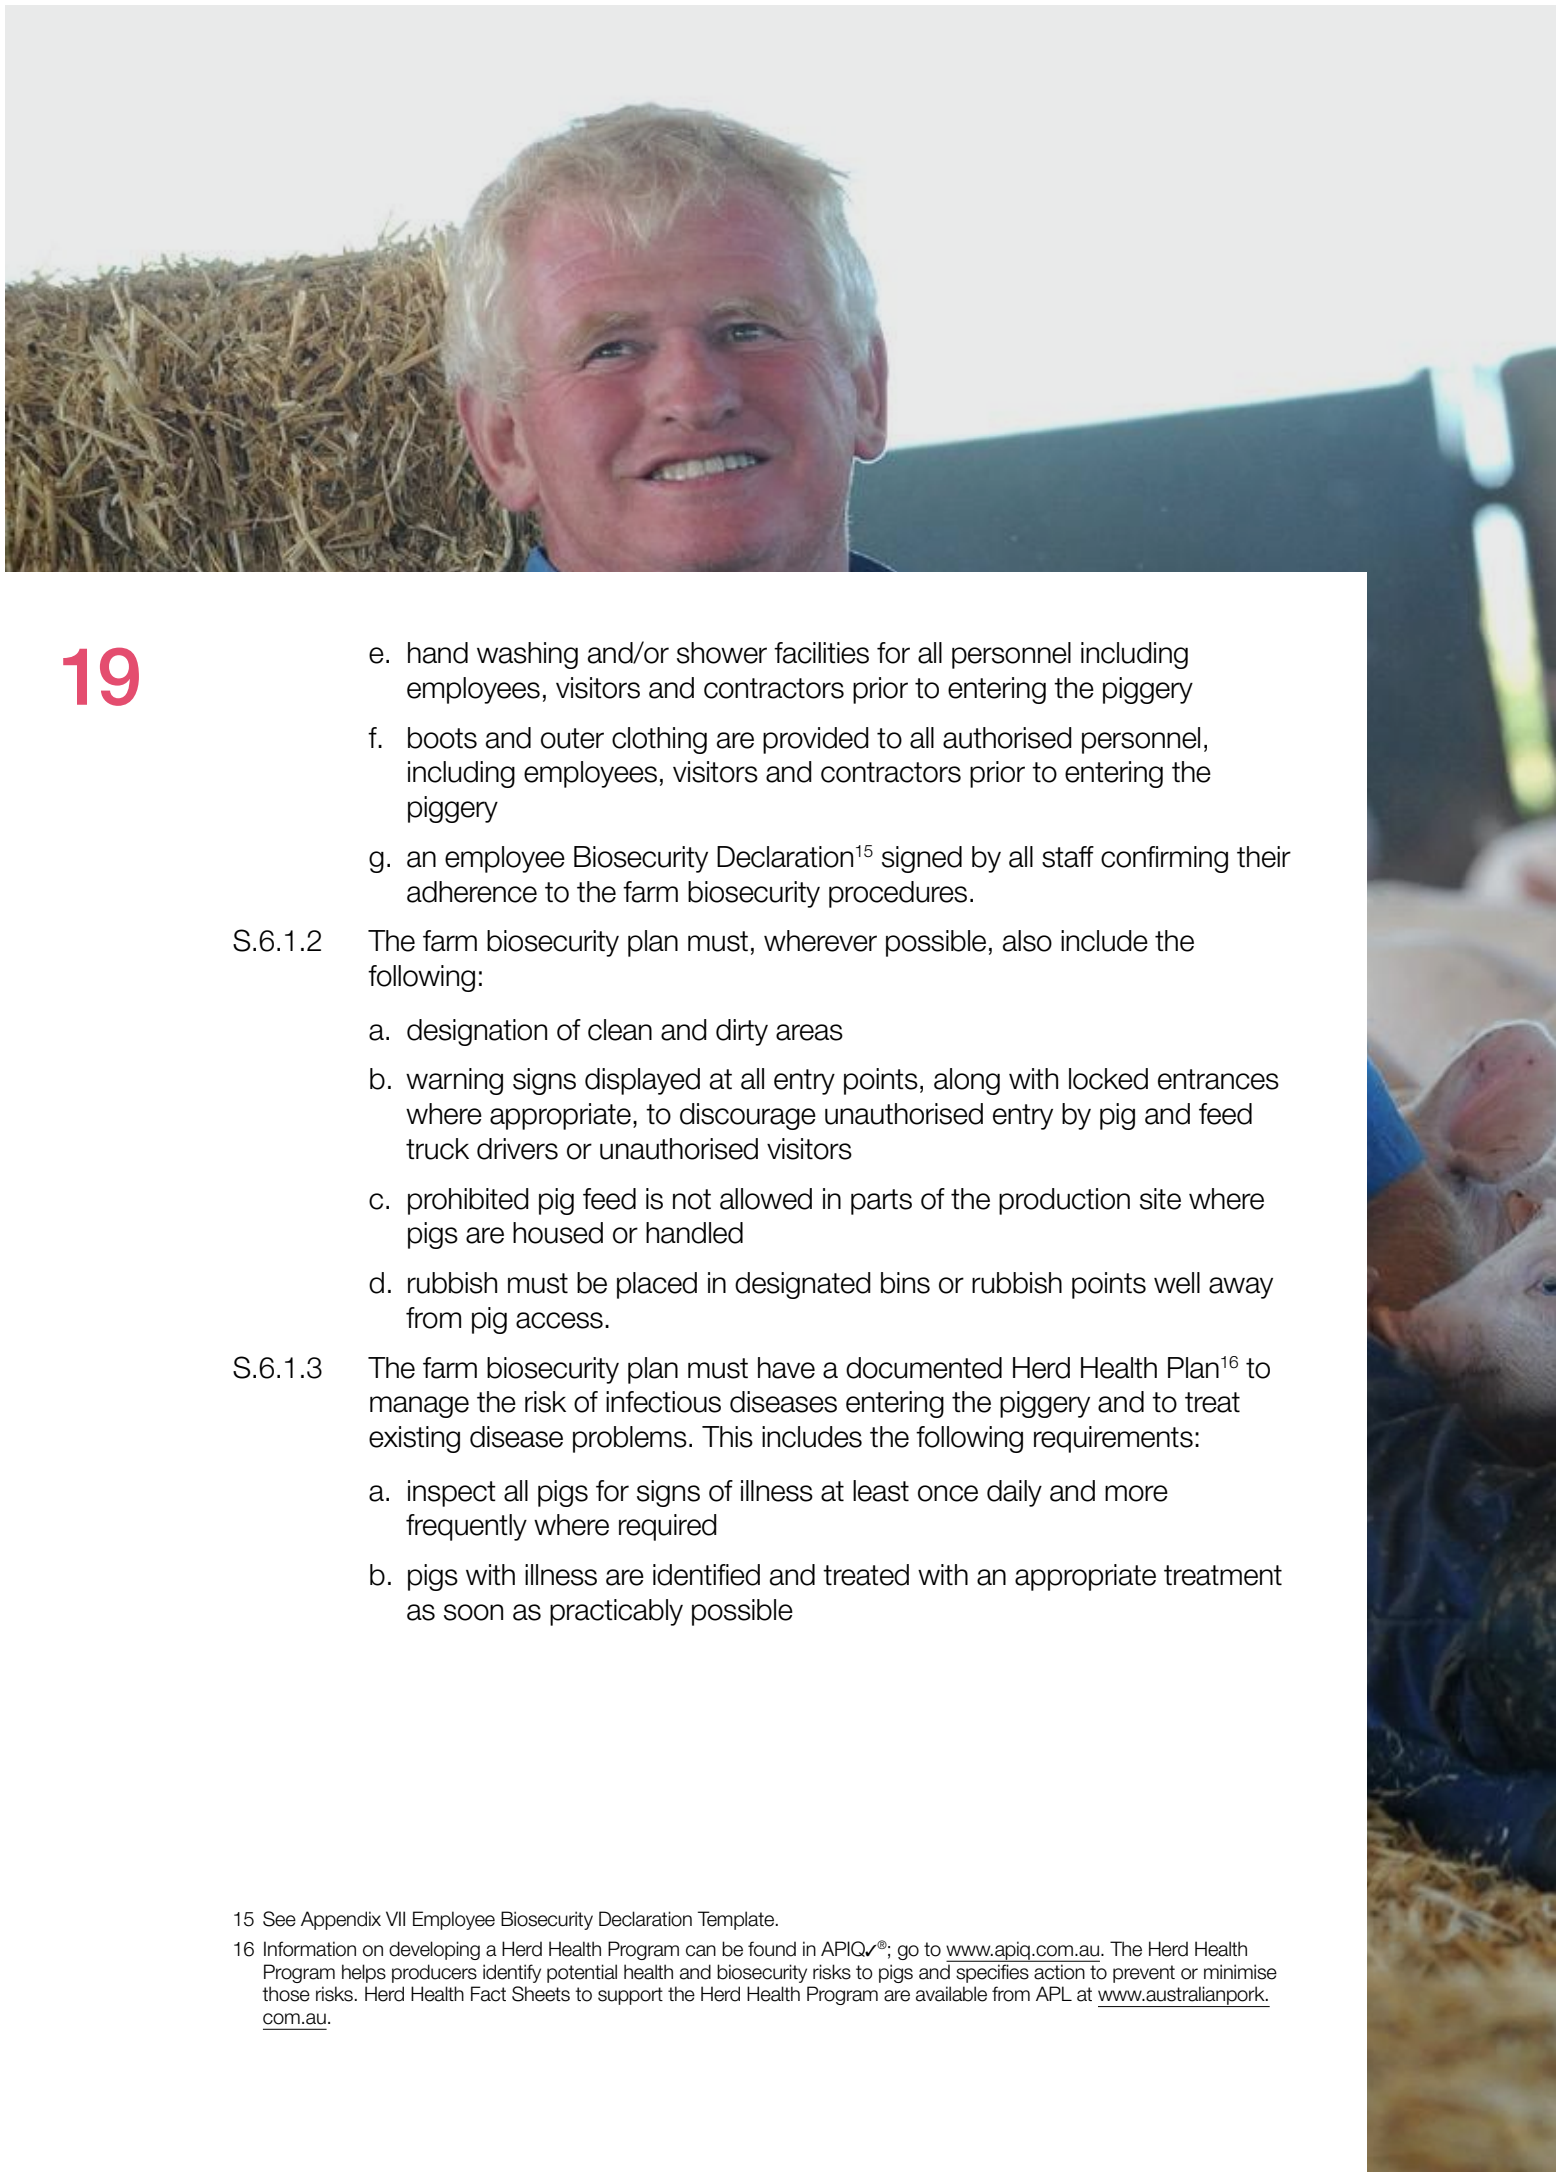 19
e. hand washing and/or shower facilities for all personnel including
employees, visitors and contractors prior to entering the piggery
f. boots and outer clothing are provided to all authorised personnel,
including employees, visitors and contractors prior to entering the
piggery
g. an employee Biosecurity Declaration15 signed by all staff confirming their
adherence to the farm biosecurity procedures.
S.6.1.2 The farm biosecurity plan must, wherever possible, also include the
following:
a. designation of clean and dirty areas
b. warning signs displayed at all entry points, along with locked entrances
where appropriate, to discourage unauthorised entry by pig and feed
truck drivers or unauthorised visitors
c. prohibited pig feed is not allowed in parts of the production site where
pigs are housed or handled
d. rubbish must be placed in designated bins or rubbish points well away
from pig access.
S.6.1.3 The farm biosecurity plan must have a documented Herd Health Plan16 to
manage the risk of infectious diseases entering the piggery and to treat
existing disease problems. This includes the following requirements:
a. inspect all pigs for signs of illness at least once daily and more
frequently where required
b. pigs with illness are identified and treated with an appropriate treatment
as soon as practicably possible
15 See Appendix VII Employee Biosecurity Declaration Template.
16 Information on developing a Herd Health Program can be found in APIQ✓®; go to www.apiq.com.au. The Herd Health
Program helps producers identify potential health and biosecurity risks to pigs and specifies action to prevent or minimise
those risks. Herd Health Fact Sheets to support the Herd Health Program are available from APL at www.australianpork.
com.au.